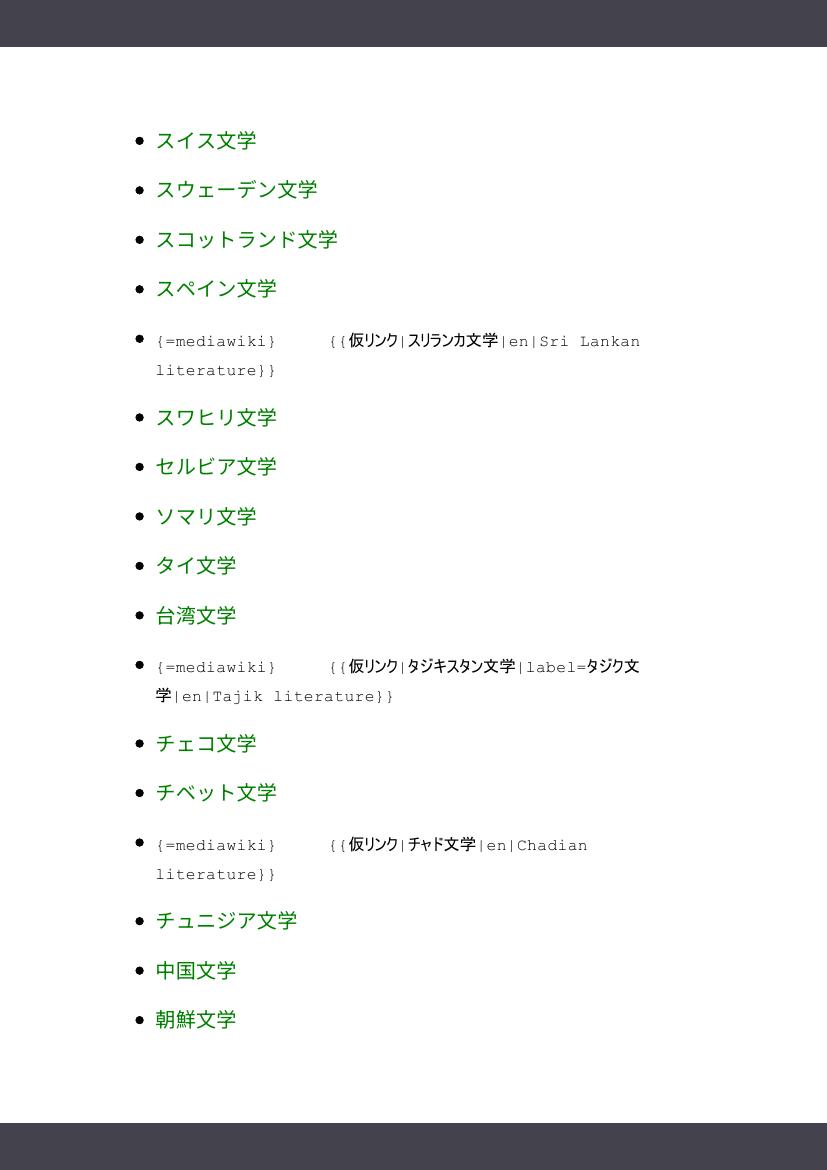 スイス文学
スウェーデン文学
スコットランド文学
スペイン文学
{=mediawiki} {{仮リンク|スリランカ文学|en|Sri Lankan
literature}}
スワヒリ文学
セルビア文学
ソマリ文学
タイ文学
台湾文学
{=mediawiki} {{仮リンク|タジキスタン文学|label=タジク文
学|en|Tajik literature}}
チェコ文学
チベット文学
{=mediawiki} {{仮リンク|チャド文学|en|Chadian
literature}}
チュニジア文学
中国文学
朝鮮文学